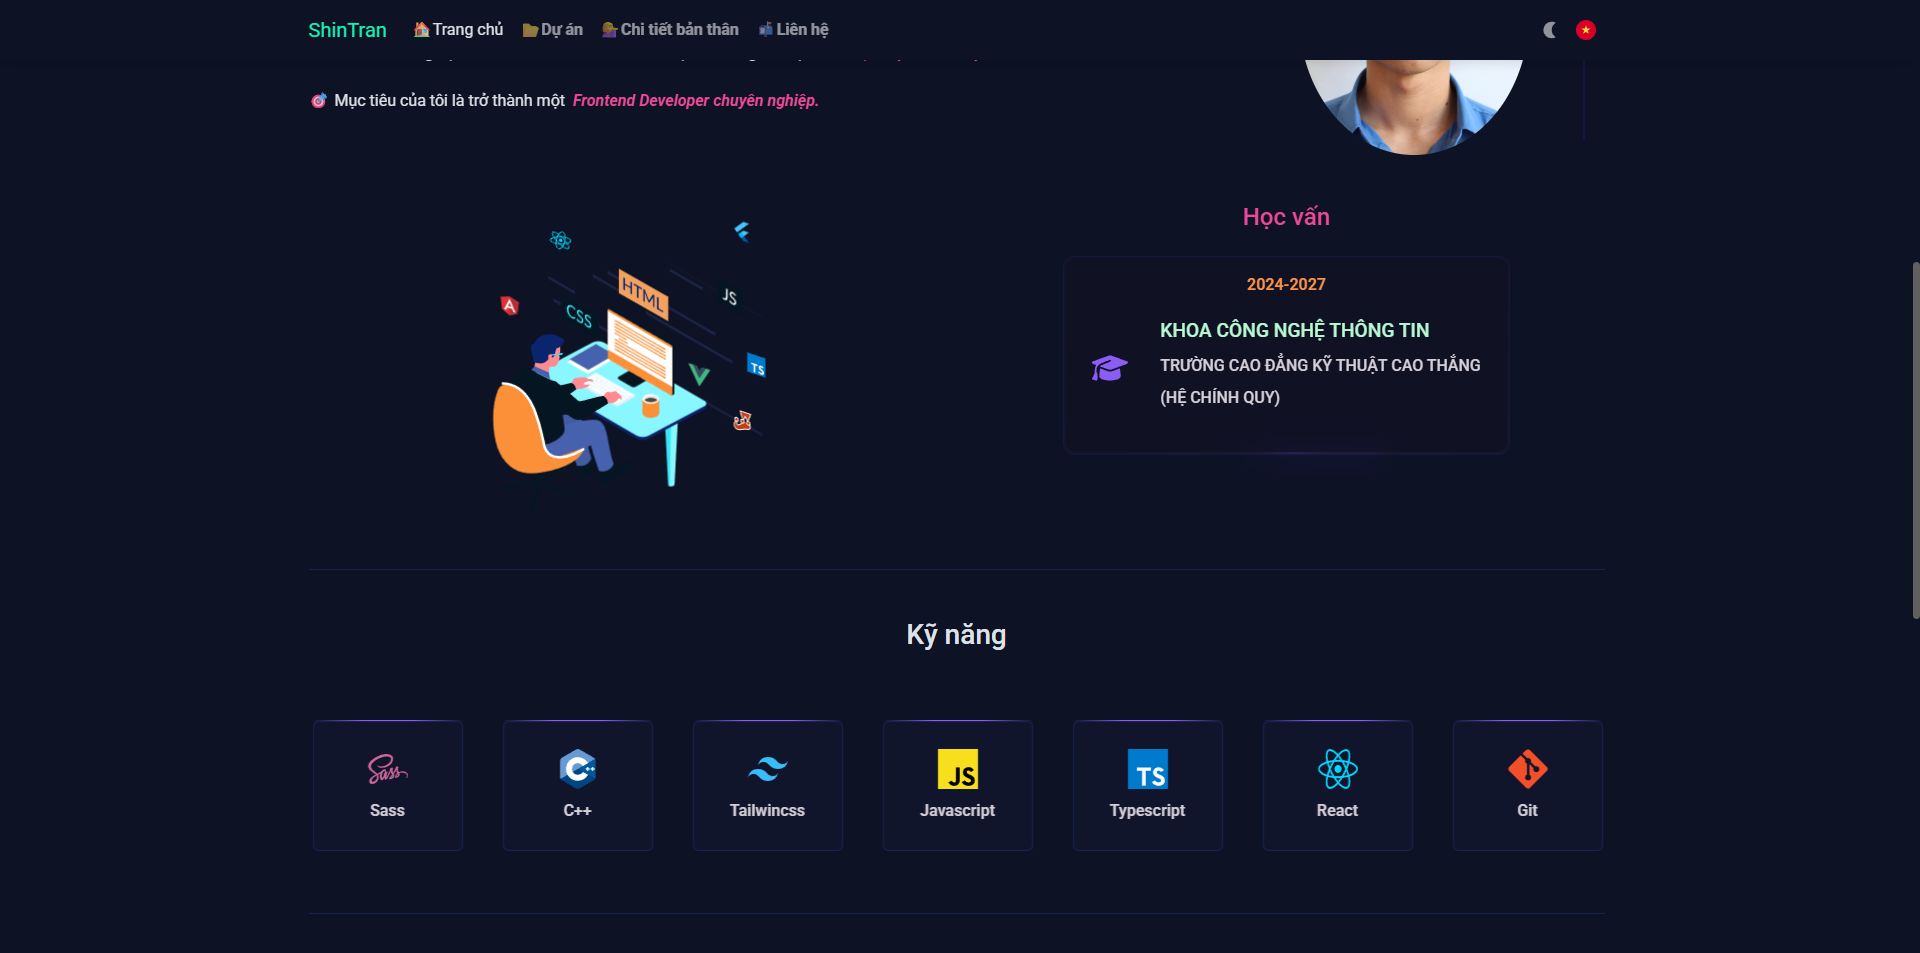 ShinTran
Trang chủ
Dự án
Chi tiết bản thân
Liên hệ
Mục tiêu của tôi là trở thành một Frontend Developer chuyên nghiệp.
HTML
JS
CSS
A
TS
Học vấn
2024-2027
KHOA CÔNG NGHỆ THÔNG TIN
TRƯỜNG CAO ĐẲNG KỸ THUẬT CAO THẮNG
(HỆ CHÍNH QUY)
Kỹ năng
Sass
Sass
C++
C++
Tailwincss
JS
Javascript
TS
Typescript
React
Git